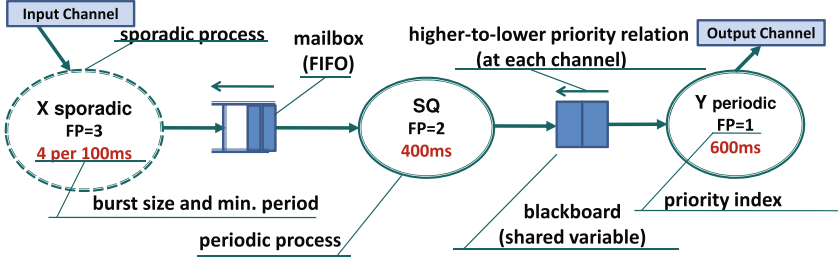 Input Channel
sporadic process
mailbox
(FIFO)
higher-to-lower priority relation
(at each channel)
Output Channel
X sporadic
FP=3
4 per 100ms
SQ
FP=2
400ms
Y periodic
FP=1
600ms
burst size and min. period
periodic process
blackboard
(shared variable)
priority index